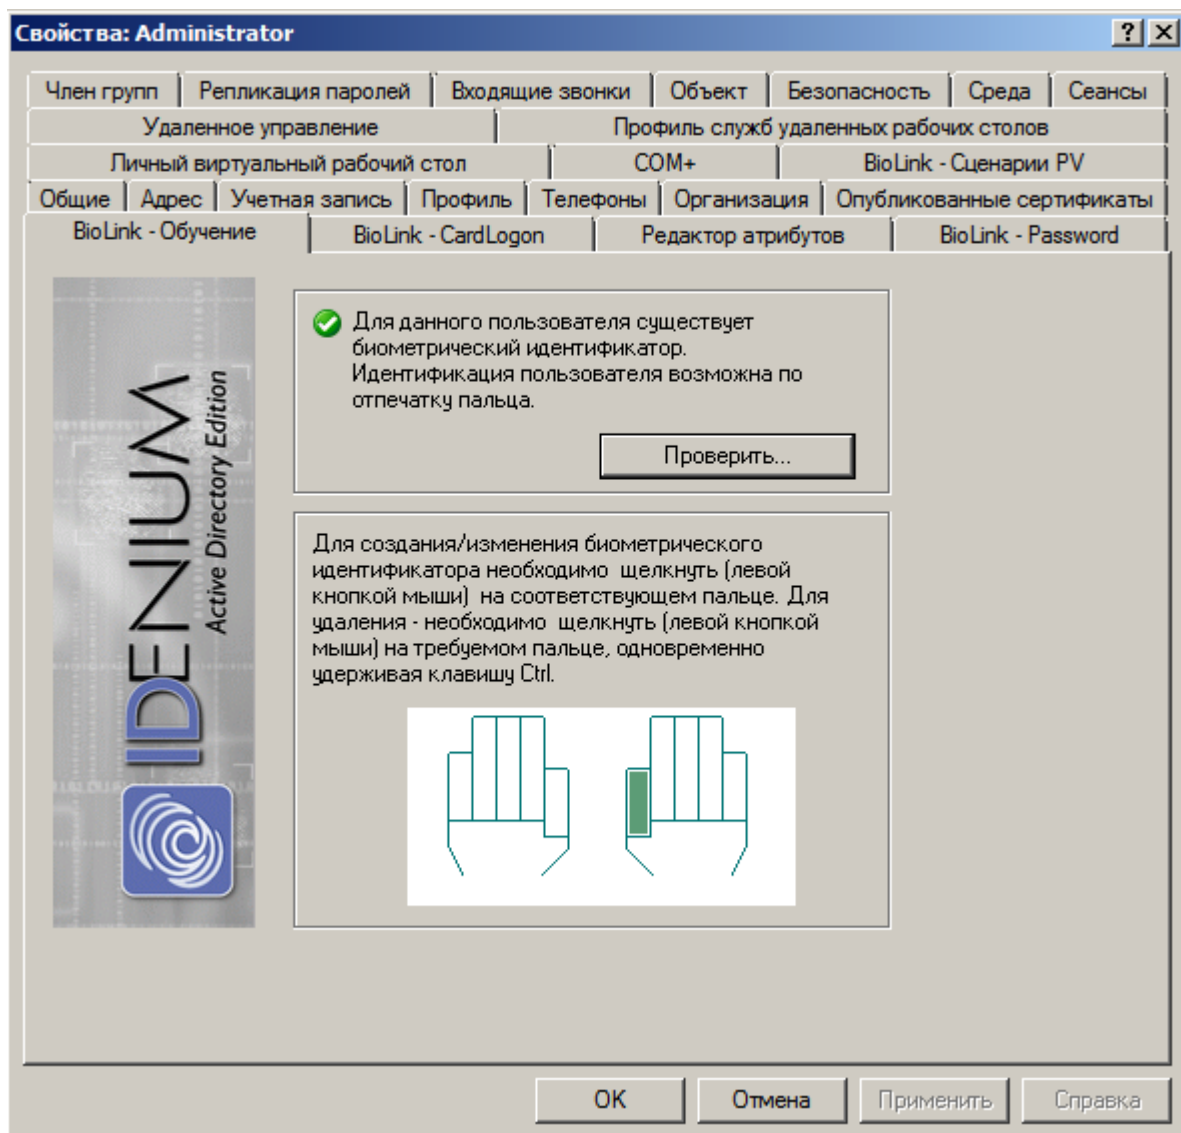 Свойства: Administrator
Член групп Репликация паролей Входящие звонки Объект Безопасность Среда Сеансы
Удаленное управление Профиль служб удаленных рабочих столов
Личный виртуальный рабочий стол COM+ BioLink - Сценарии PV
Общие Адрес Учетная запись Профиль Телефоны Организация Опубликованные сертификаты
BioLink - Обучение BioLink - CardLogon Редактор атрибутов BioLink - Password
IDENIUM
Active Directory Edition
Для данного пользователя существует
биометрический идентификатор.
Идентификация пользователя возможна по
отпечатку пальца.
Проверить...
Для создания/изменения биометрического
идентификатора необходимо щелкнуть (левой
кнопкой мыши) на соответствующем пальце. Для
удаления - необходимо щелкнуть (левой кнопкой
мыши) на требуемом пальце, одновременно
удерживая клавишу Ctrl.
OK Отмена Применить Справка